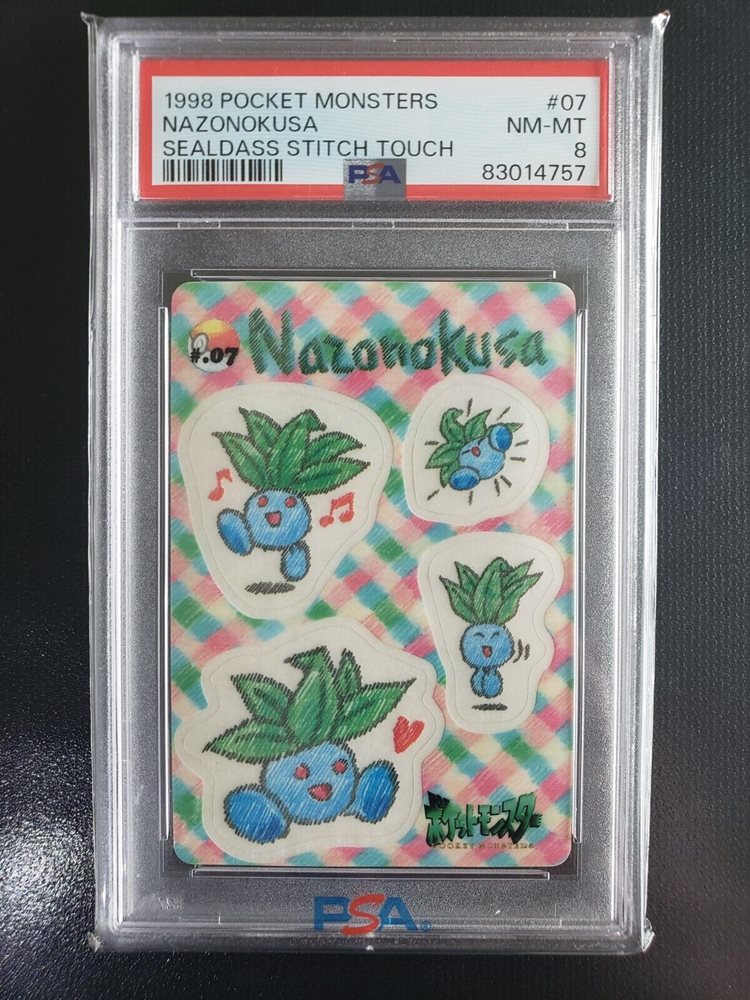 1998 POCKET MONSTERS #07
NAZONOKUSA NM-MT
SEALDASS STITCH TOUCH 8
PSA 83014757
#.07 Nazonokusa
ポケットモンスター
POCKET MONSTERS
PSA®